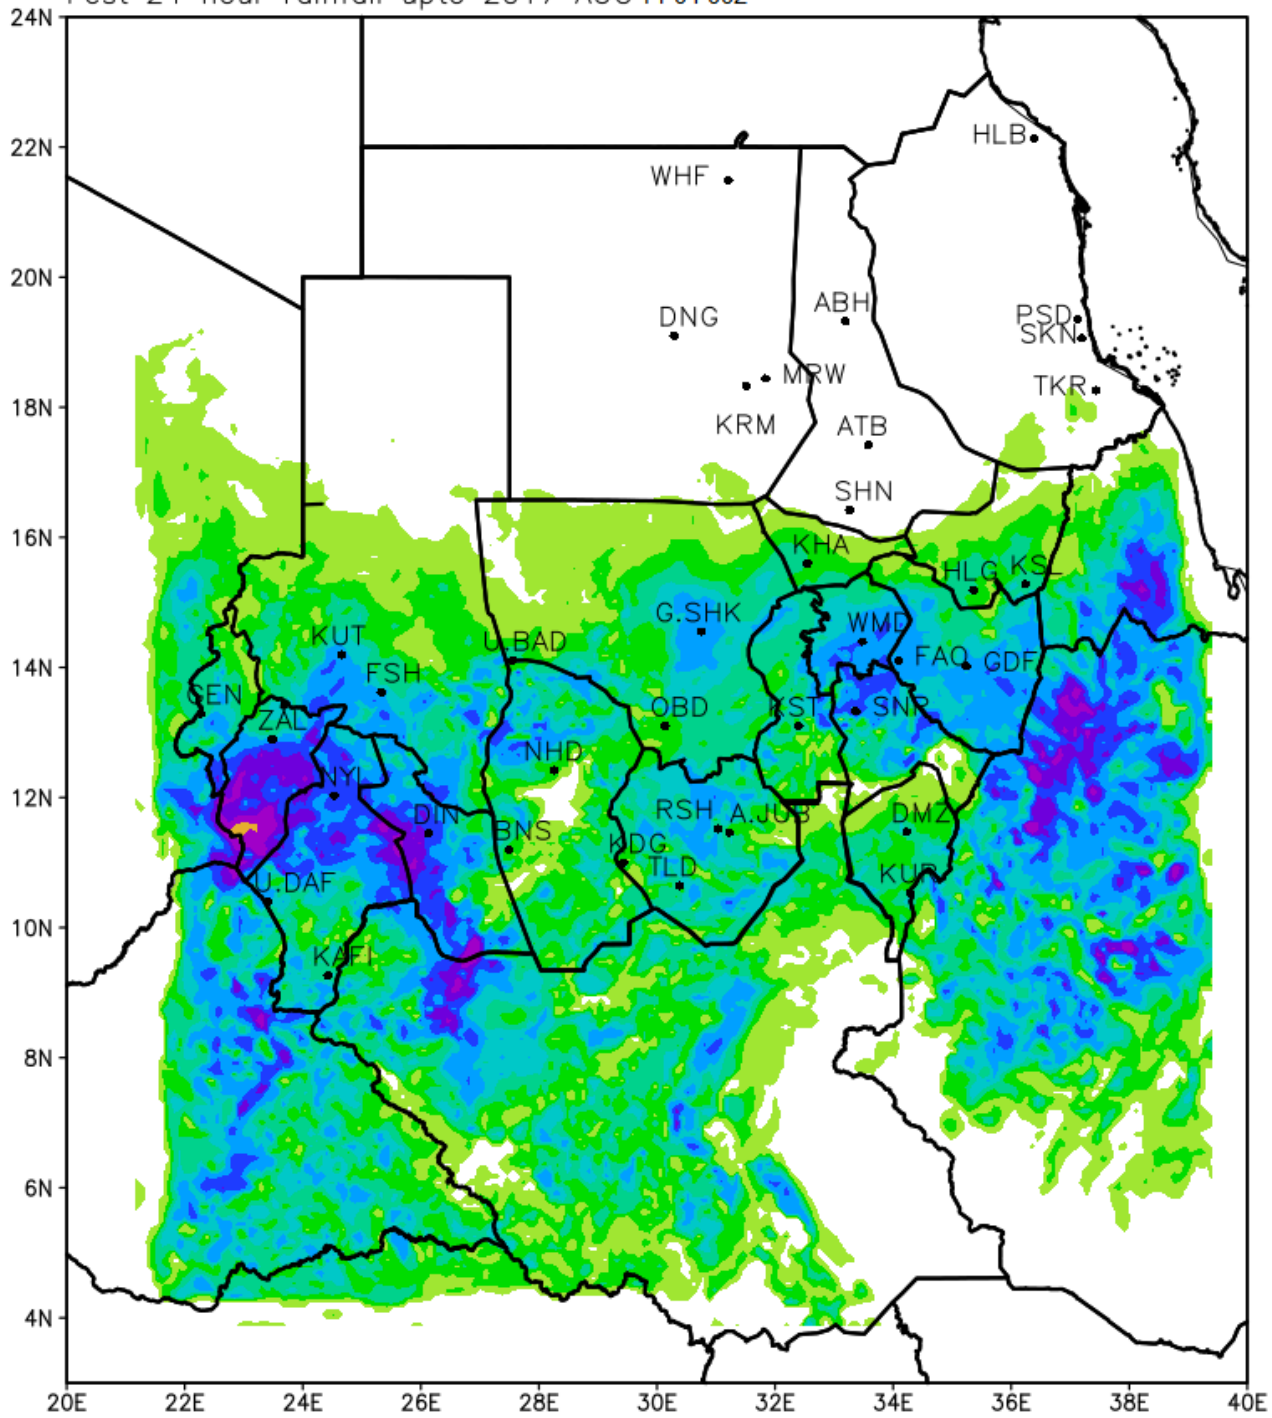 24N
22N
20N
18N
16N
14N
12N
10N
8N
6N
4N
HLB
WHF
ABH
DNG
PSD
SKN
MRW
TKR
KRM
ATB
SHN
KHA
HLG KSL
G.SHK
WMD
KUT
U.BAD
FAO GDF
FSH
GEN
ZAL
OBD
KST
SNR
NHD
NYL
DIN
BNS
RSH
A.JUB
DMZ
KDG
TLD
KUR
U.DAF
KAFI
20E 22E 24E 26E 28E 30E 32E 34E 36E 38E 40E